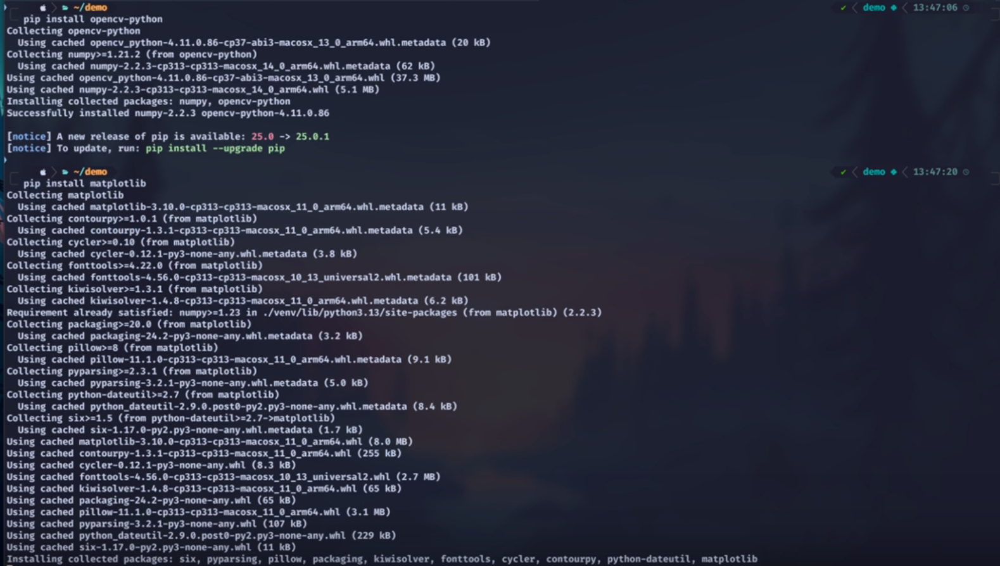 ~/demo ✔ demo 13:47:06
pip install opencv-python
Collecting opencv-python
  Using cached opencv_python-4.11.0.86-cp37-abi3-macosx_13_0_arm64.whl.metadata (20 kB)
Collecting numpy>=1.21.2 (from opencv-python)
  Using cached numpy-2.2.3-cp313-cp313-macosx_14_0_arm64.whl.metadata (62 kB)
Using cached opencv_python-4.11.0.86-cp37-abi3-macosx_13_0_arm64.whl (37.3 MB)
Using cached numpy-2.2.3-cp313-cp313-macosx_14_0_arm64.whl (5.1 MB)
Installing collected packages: numpy, opencv-python
Successfully installed numpy-2.2.3 opencv-python-4.11.0.86
[notice] A new release of pip is available: 25.0 -> 25.0.1
[notice] To update, run: pip install --upgrade pip
~/demo ✔ demo 13:47:20
pip install matplotlib
Collecting matplotlib
  Using cached matplotlib-3.10.0-cp313-cp313-macosx_11_0_arm64.whl.metadata (11 kB)
Collecting contourpy>=1.0.1 (from matplotlib)
  Using cached contourpy-1.3.1-cp313-cp313-macosx_11_0_arm64.whl.metadata (5.4 kB)
Collecting cycler>=0.10 (from matplotlib)
  Using cached cycler-0.12.1-py3-none-any.whl.metadata (3.8 kB)
Collecting fonttools>=4.22.0 (from matplotlib)
  Using cached fonttools-4.56.0-cp313-cp313-macosx_10_13_universal2.whl.metadata (101 kB)
Collecting kiwisolver>=1.3.1 (from matplotlib)
  Using cached kiwisolver-1.4.8-cp313-cp313-macosx_11_0_arm64.whl.metadata (6.2 kB)
Requirement already satisfied: numpy>=1.23 in ./venv/lib/python3.13/site-packages (from matplotlib) (2.2.3)
Collecting packaging>=20.0 (from matplotlib)
  Using cached packaging-24.2-py3-none-any.whl.metadata (3.2 kB)
Collecting pillow>=8 (from matplotlib)
  Using cached pillow-11.1.0-cp313-cp313-macosx_11_0_arm64.whl.metadata (9.1 kB)
Collecting pyparsing>=2.3.1 (from matplotlib)
  Using cached pyparsing-3.2.1-py3-none-any.whl.metadata (5.0 kB)
Collecting python-dateutil>=2.7 (from matplotlib)
  Using cached python_dateutil-2.9.0.post0-py2.py3-none-any.whl.metadata (8.4 kB)
Collecting six>=1.5 (from python-dateutil>=2.7->matplotlib)
  Using cached six-1.17.0-py2.py3-none-any.whl.metadata (1.7 kB)
Using cached matplotlib-3.10.0-cp313-cp313-macosx_11_0_arm64.whl (8.0 MB)
Using cached contourpy-1.3.1-cp313-cp313-macosx_11_0_arm64.whl (255 kB)
Using cached cycler-0.12.1-py3-none-any.whl (8.3 kB)
Using cached fonttools-4.56.0-cp313-cp313-macosx_10_13_universal2.whl (2.7 MB)
Using cached kiwisolver-1.4.8-cp313-cp313-macosx_11_0_arm64.whl (65 kB)
Using cached packaging-24.2-py3-none-any.whl (65 kB)
Using cached pillow-11.1.0-cp313-cp313-macosx_11_0_arm64.whl (3.1 MB)
Using cached pyparsing-3.2.1-py3-none-any.whl (107 kB)
Using cached python_dateutil-2.9.0.post0-py2.py3-none-any.whl (229 kB)
Using cached six-1.17.0-py2.py3-none-any.whl (11 kB)
Installing collected packages: six, pyparsing, pillow, packaging, kiwisolver, fonttools, cycler, contourpy, python-dateutil, matplotlib